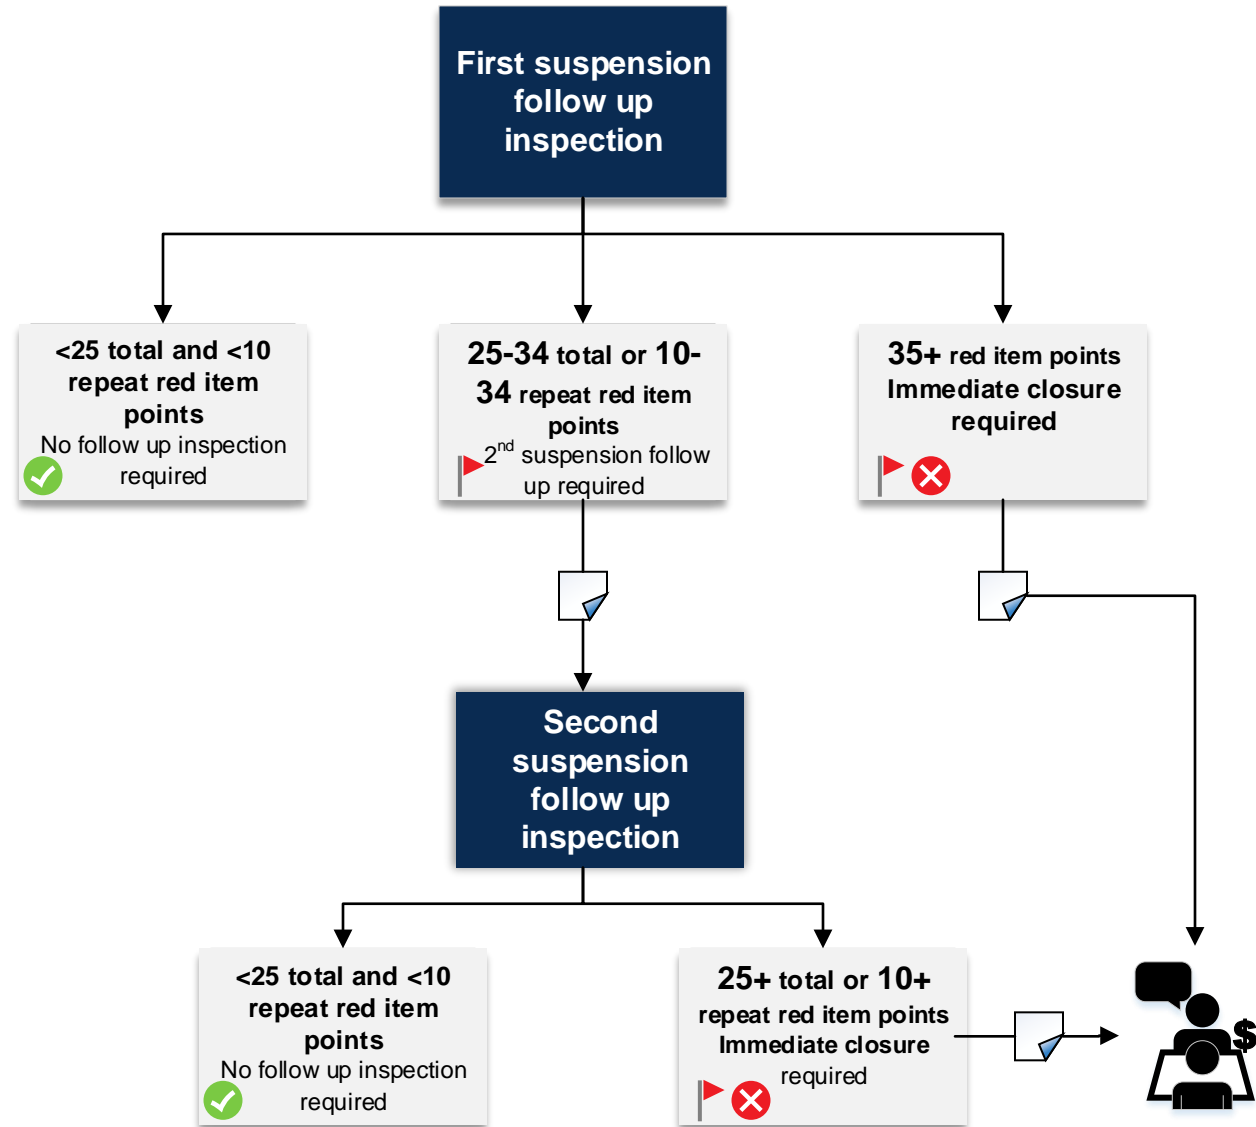 First suspension
follow up
inspection
<25 total and <10
repeat red item
points
No follow up inspection
required
25-34 total or 10-
34 repeat red item
points
2nd suspension follow
up required
35+ red item points
Immediate closure
required
Second
suspension
follow up
inspection
<25 total and <10
repeat red item
points
No follow up inspection
required
25+ total or 10+
repeat red item points
Immediate closure
required
$